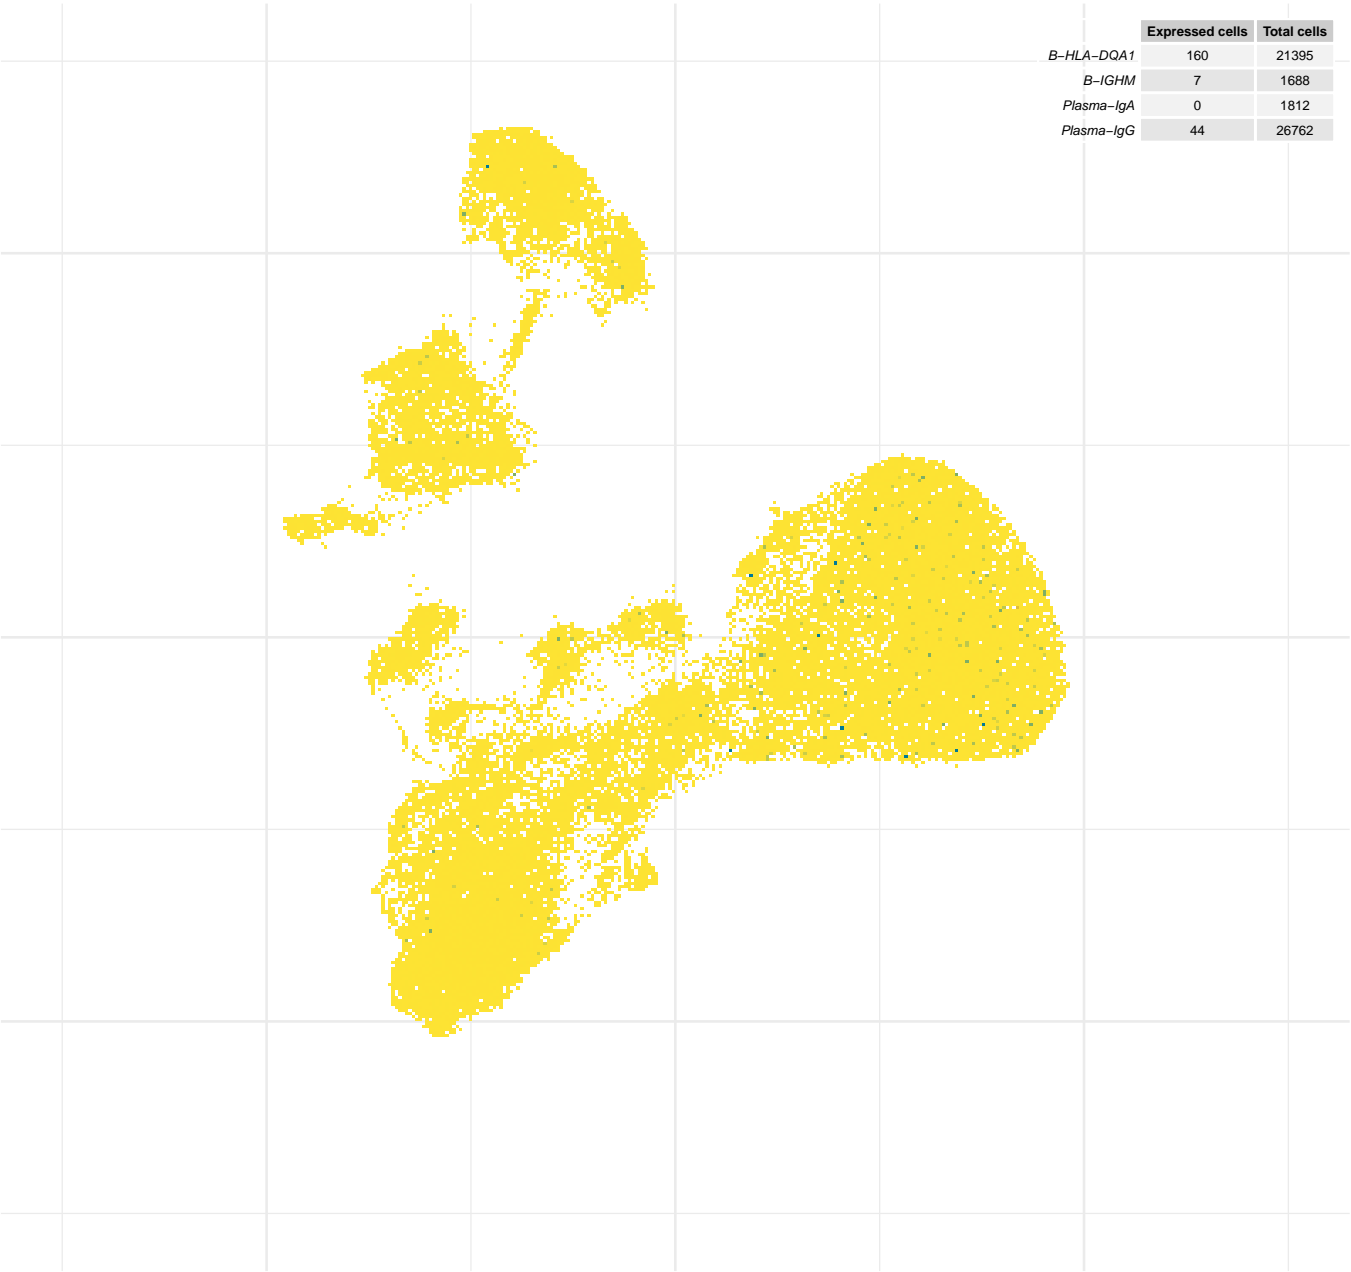 Expressed cells Total cells
B−HLA−DQA1 160 21395
B−IGHM 7 1688
Plasma−IgA 0 1812
Plasma−IgG 44 26762